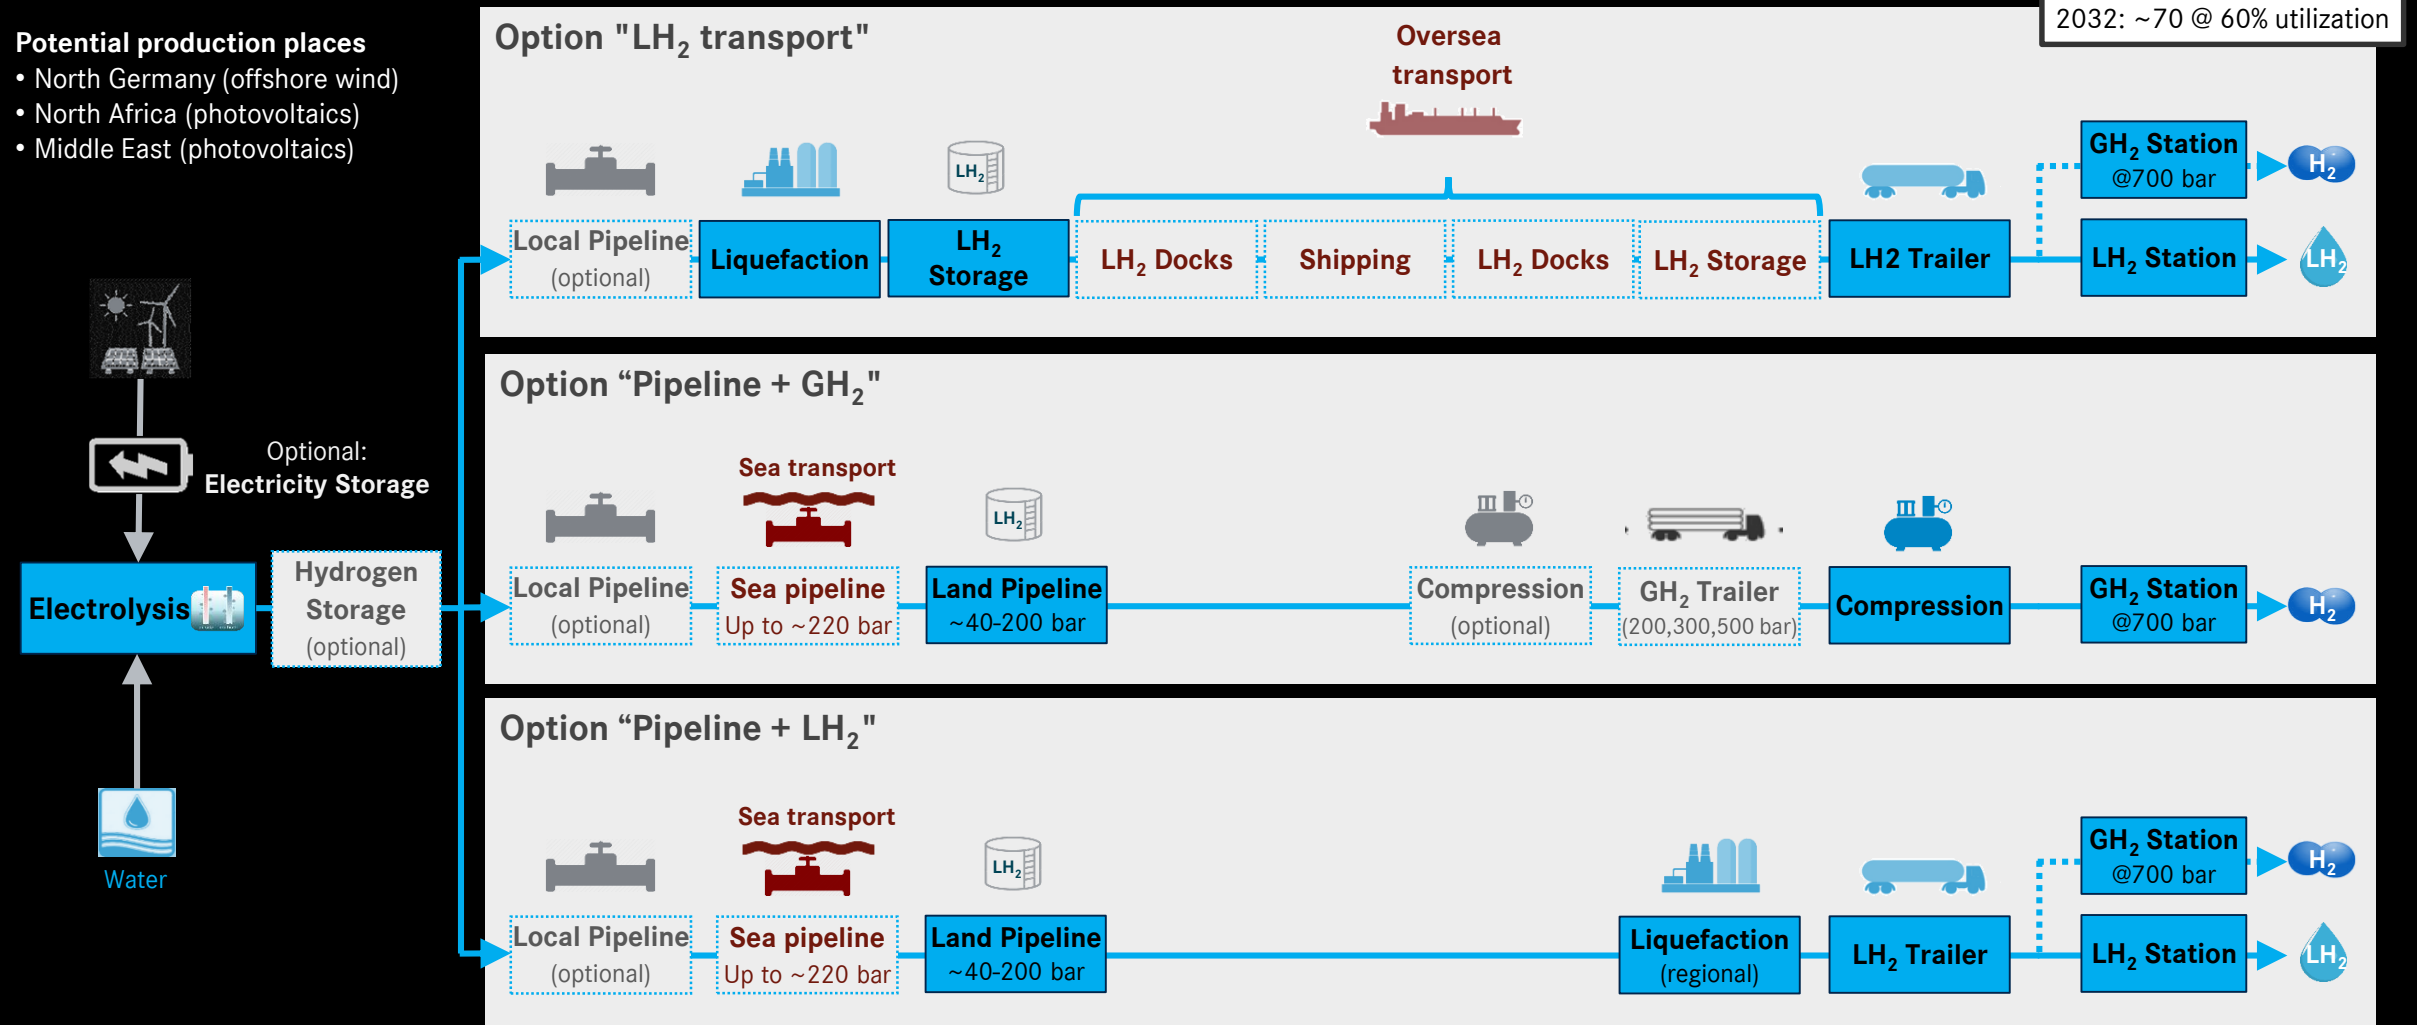 2032: ~70 @ 60% utilization
Potential production places
• North Germany (offshore wind)
• North Africa (photovoltaics)
• Middle East (photovoltaics)
Optional:
Electricity Storage
Electrolysis
Hydrogen
Storage
(optional)
Water
Option "LH₂ transport"
Oversea
transport
LH₂
Local Pipeline
(optional)
Liquefaction
LH₂
Storage
LH₂ Docks
Shipping
LH₂ Docks
LH₂ Storage
LH2 Trailer
GH₂ Station
@700 bar
H₂
LH₂ Station
LH₂
Option “Pipeline + GH₂"
Sea transport
LH₂
Local Pipeline
(optional)
Sea pipeline
Up to ~220 bar
Land Pipeline
~40-200 bar
Compression
(optional)
GH₂ Trailer
(200,300,500 bar)
Compression
GH₂ Station
@700 bar
H₂
Option “Pipeline + LH₂"
Sea transport
LH₂
Local Pipeline
(optional)
Sea pipeline
Up to ~220 bar
Land Pipeline
~40-200 bar
Liquefaction
(regional)
LH₂ Trailer
GH₂ Station
@700 bar
H₂
LH₂ Station
LH₂